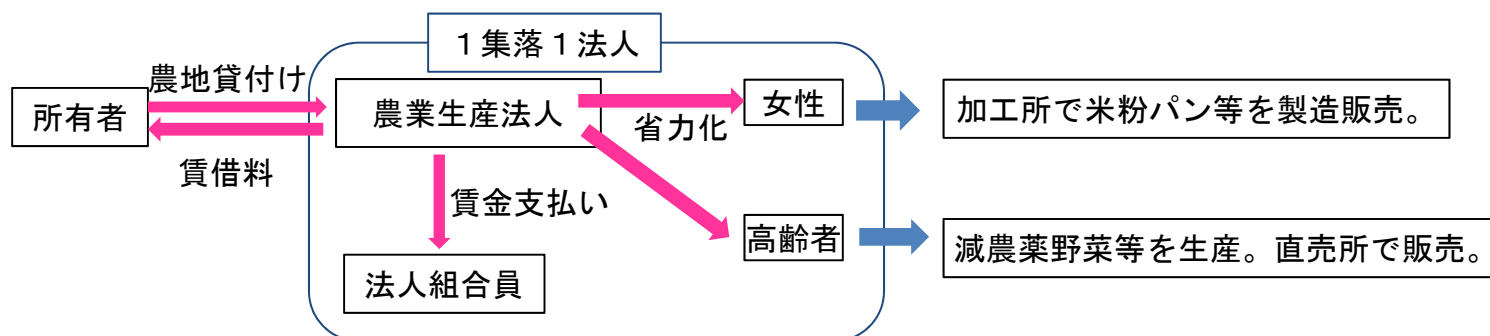 1集落1法人
農地貸付け
所有者
農業生産法人
女性
加工所で米粉パン等を製造販売。
省力化
賃借料
賃金支払い
高齢者
減農薬野菜等を生産。直売所で販売。
法人組合員